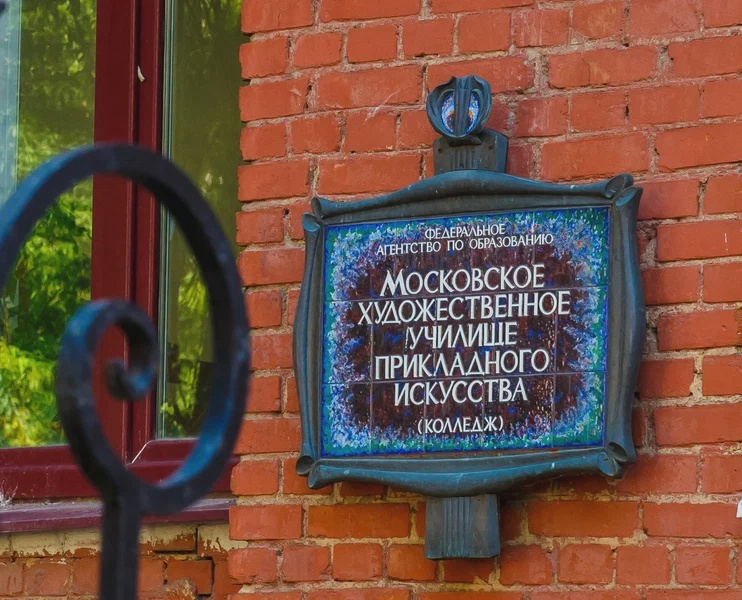 ФЕДЕРАЛЬНОЕ
АГЕНТСТВО ПО ОБРАЗОВАНИЮ
МОСКОВСКОЕ
ХУДОЖЕСТВЕННОЕ
УЧИЛИЩЕ
ПРИКЛАДНОГО
ИСКУССТВА
(КОЛЛЕДЖ)